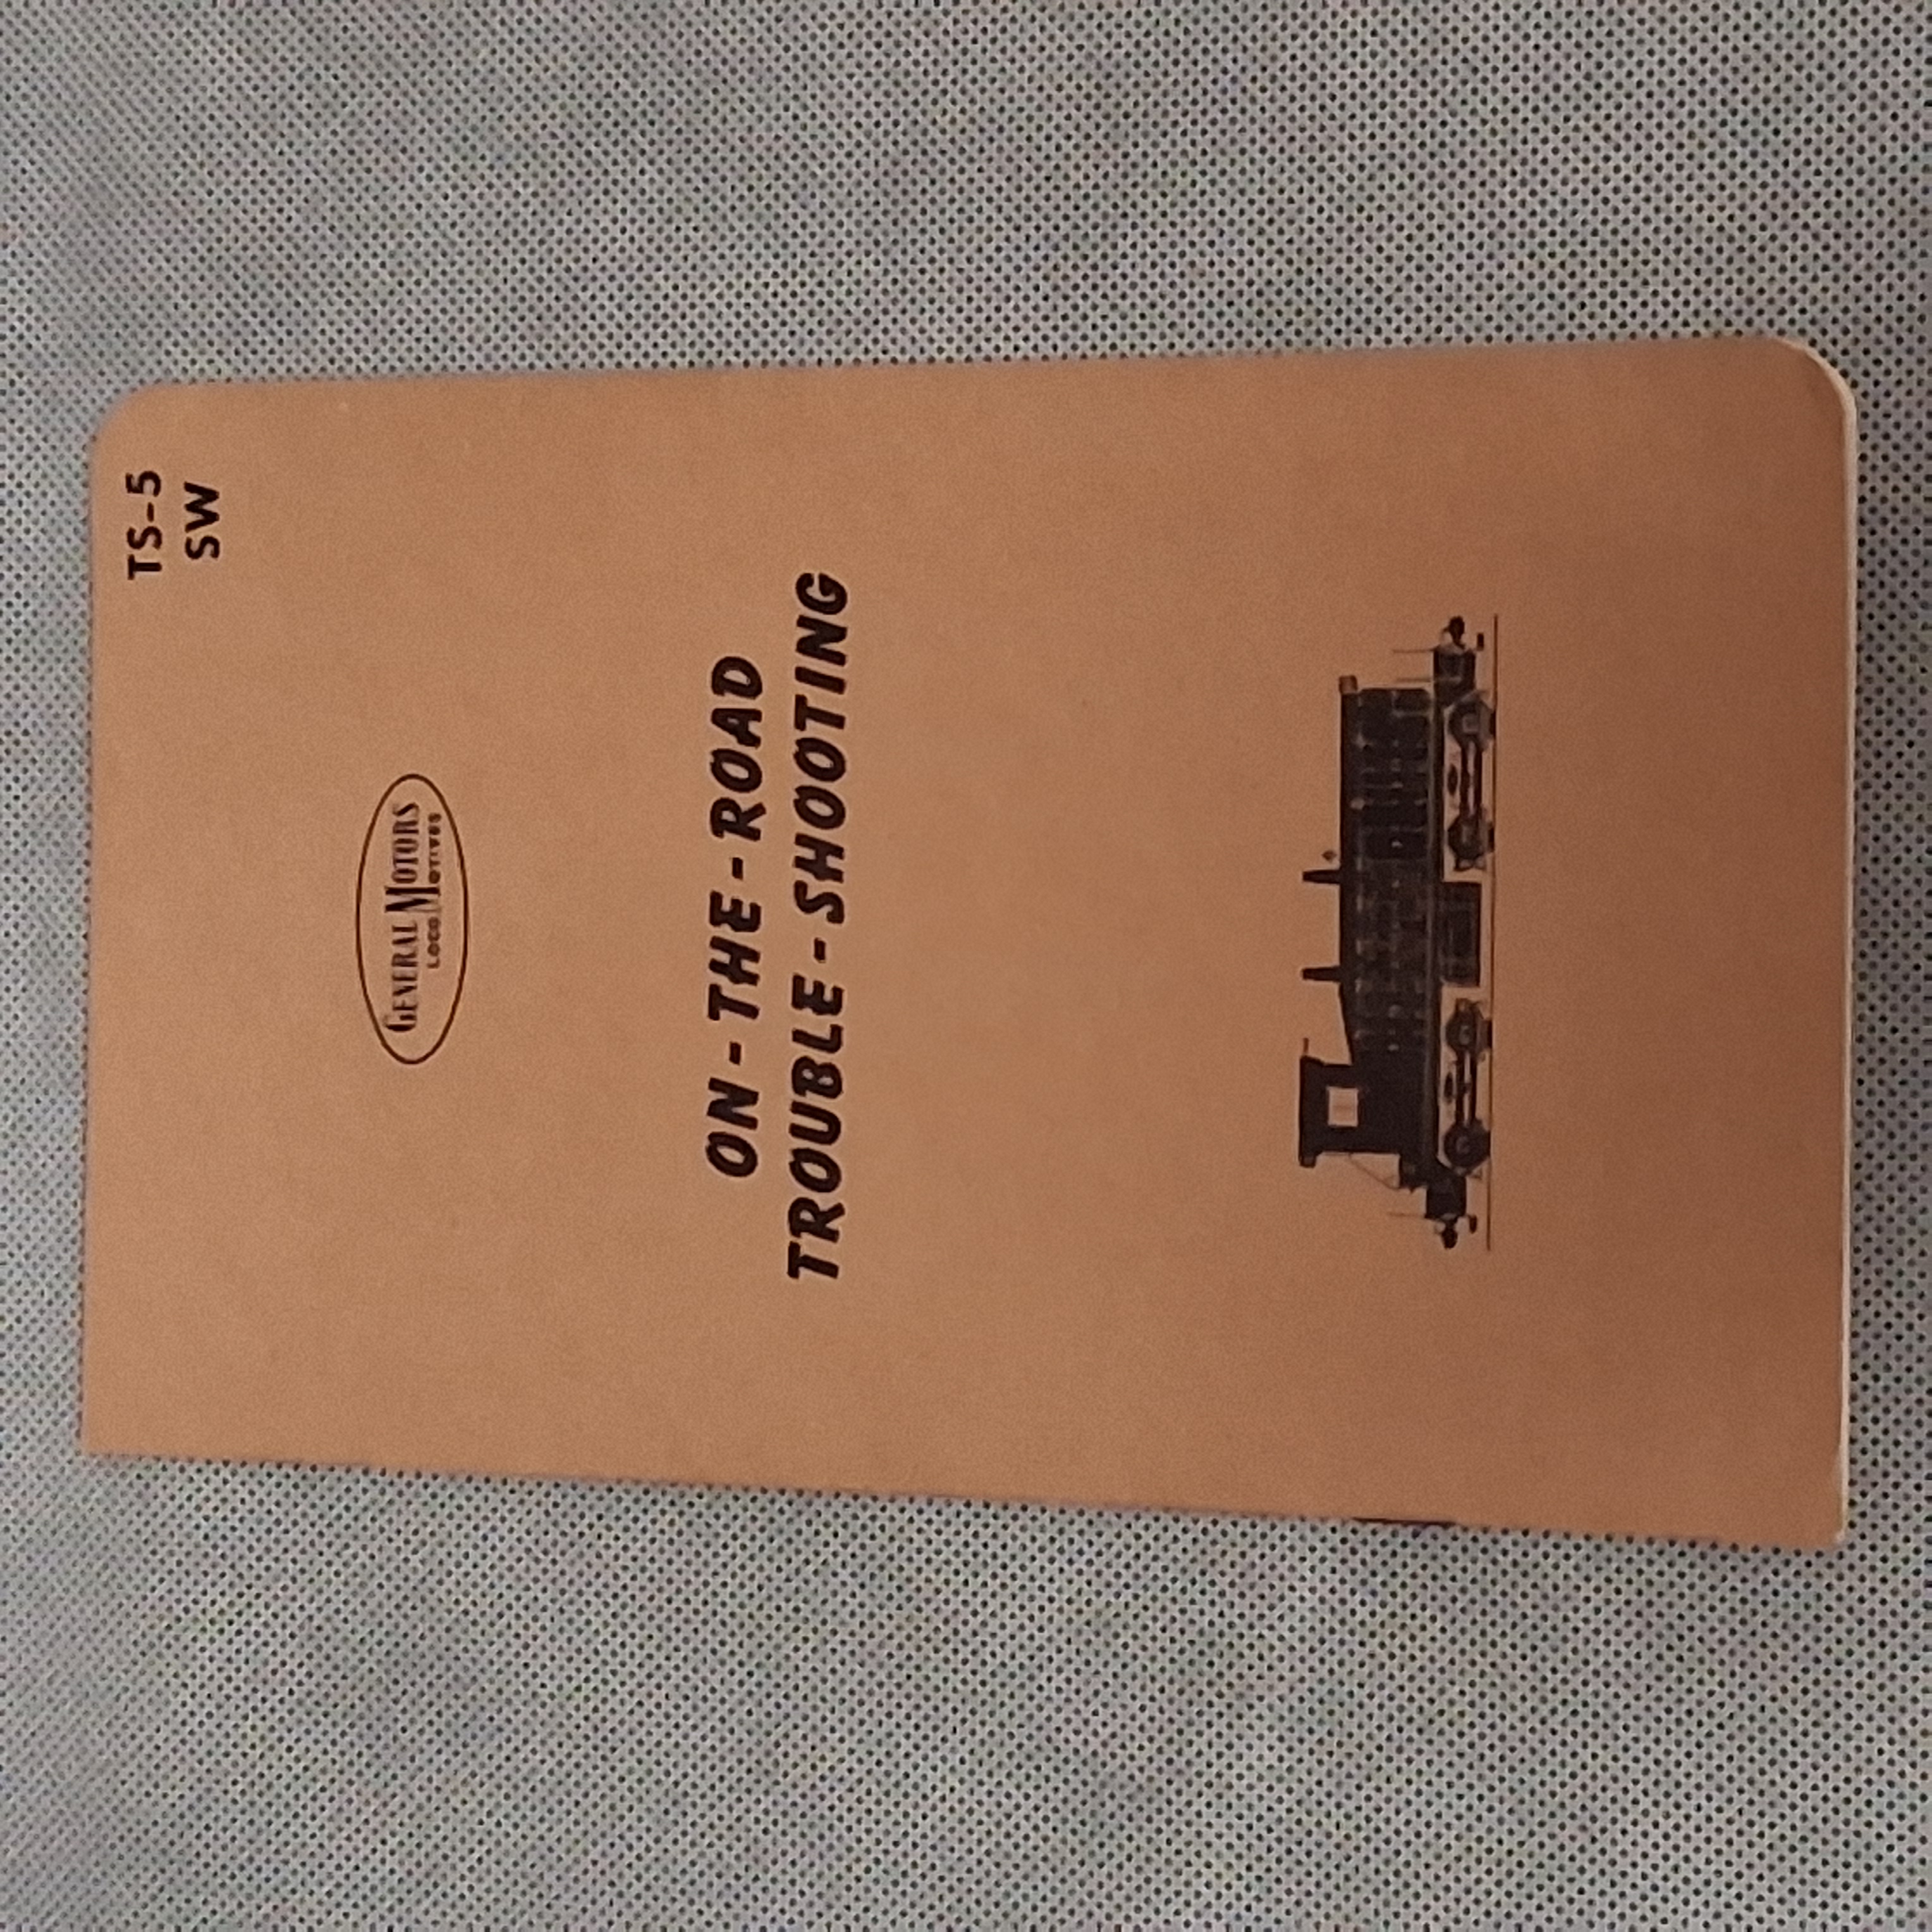 TS-5
SW
GENERAL MOTORS
LOCOMOTIVES
ON - THE - ROAD
TROUBLE - SHOOTING